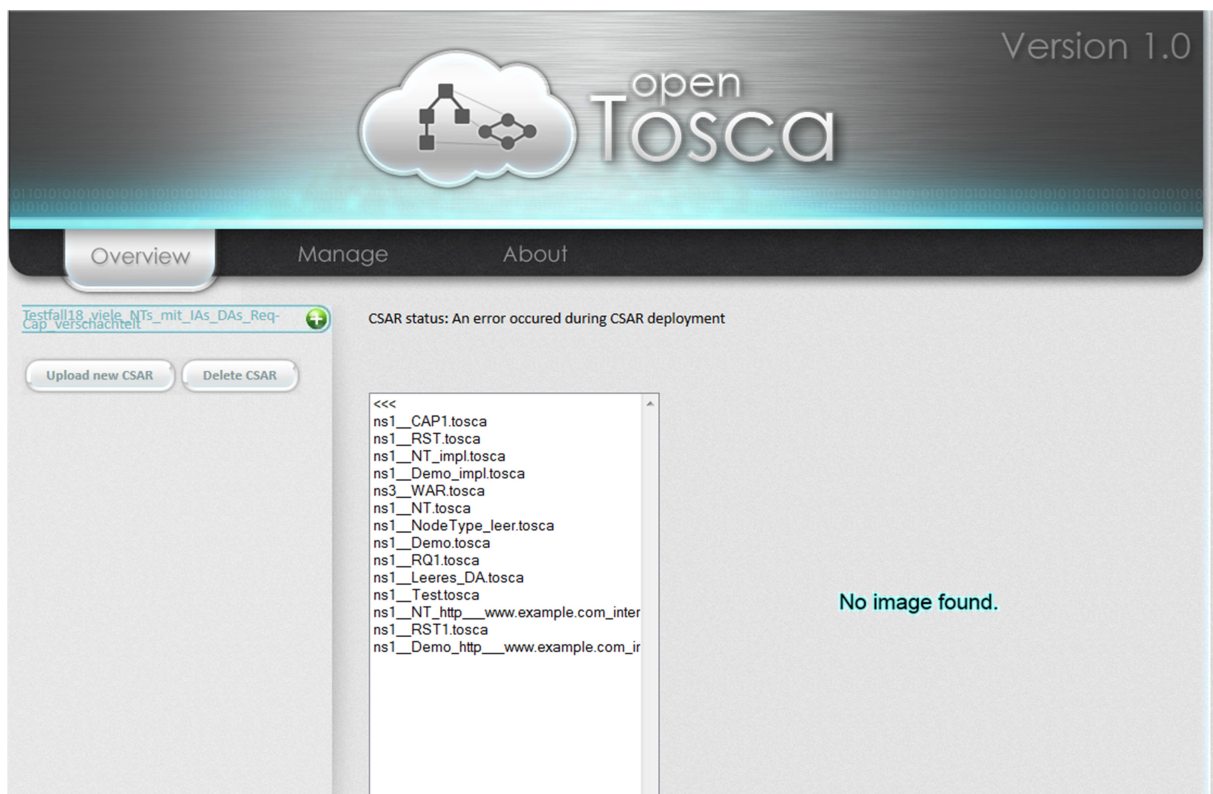 Version 1.0
open
Tosca
Overview
Manage
About
Testfall18_viele_NTs_mit_IAs_DAs_Req-
Cap_verschachtelt
CSAR status: An error occured during CSAR deployment
Upload new CSAR
Delete CSAR
<<<
ns1__CAP1.tosca
ns1__RST.tosca
ns1__NT_impl.tosca
ns1__Demo_impl.tosca
ns3__WAR.tosca
ns1__NT.tosca
ns1__NodeType_leer.tosca
ns1__Demo.tosca
ns1__RQ1.tosca
ns1__Leeres_DA.tosca
ns1__Test.tosca
ns1__NT_http___www.example.com_inter
ns1__RST1.tosca
ns1__Demo_http___www.example.com_ir
No image found.